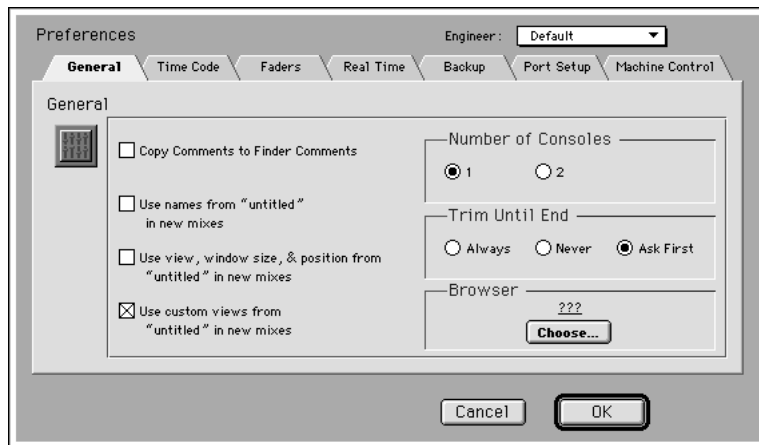 Preferences
Engineer: Default
General Time Code Faders Real Time Backup Port Setup Machine Control
General
Copy Comments to Finder Comments
Use names from "untitled"
in new mixes
Use view, window size, & position from
"untitled" in new mixes
Use custom views from
"untitled" in new mixes
Number of Consoles
1 2
Trim Until End
Always Never Ask First
Browser
???
Choose...
Cancel OK